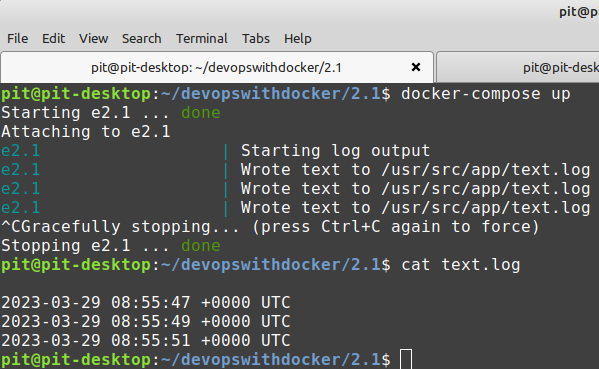 pit@p
File Edit View Search Terminal Tabs Help
pit@pit-desktop: ~/devopswithdocker/2.1 × pit@pit-desk
pit@pit-desktop:~/devopswithdocker/2.1$ docker-compose up
Starting e2.1 ... done
Attaching to e2.1
e2.1 | Starting log output
e2.1 | Wrote text to /usr/src/app/text.log
e2.1 | Wrote text to /usr/src/app/text.log
e2.1 | Wrote text to /usr/src/app/text.log
^CGracefully stopping... (press Ctrl+C again to force)
Stopping e2.1 ... done
pit@pit-desktop:~/devopswithdocker/2.1$ cat text.log
2023-03-29 08:55:47 +0000 UTC
2023-03-29 08:55:49 +0000 UTC
2023-03-29 08:55:51 +0000 UTC
pit@pit-desktop:~/devopswithdocker/2.1$